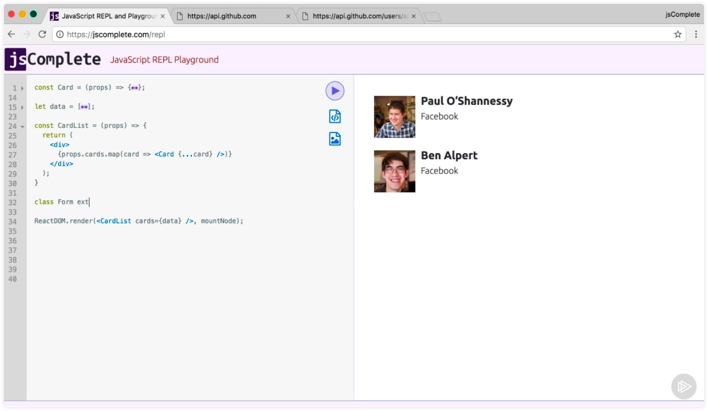 JavaScript REPL and Playgroun
https://api.github.com
https://api.github.com/users/
jsComplete
https://jscomplete.com/repl
jsComplete JavaScript REPL Playground
1 const Card = (props) => {};
14
15 let data = [];
23
24 const CardList = (props) => {
25 return (
26 <div>
27 {props.cards.map(card => <Card {...card} />)}
28 </div>
29 );
30 }
31
32 class Form ext
33
34 ReactDOM.render(<CardList cards={data} />, mountNode);
35
36
37
38
39
40
Paul O'Shannessy
Facebook
Ben Alpert
Facebook